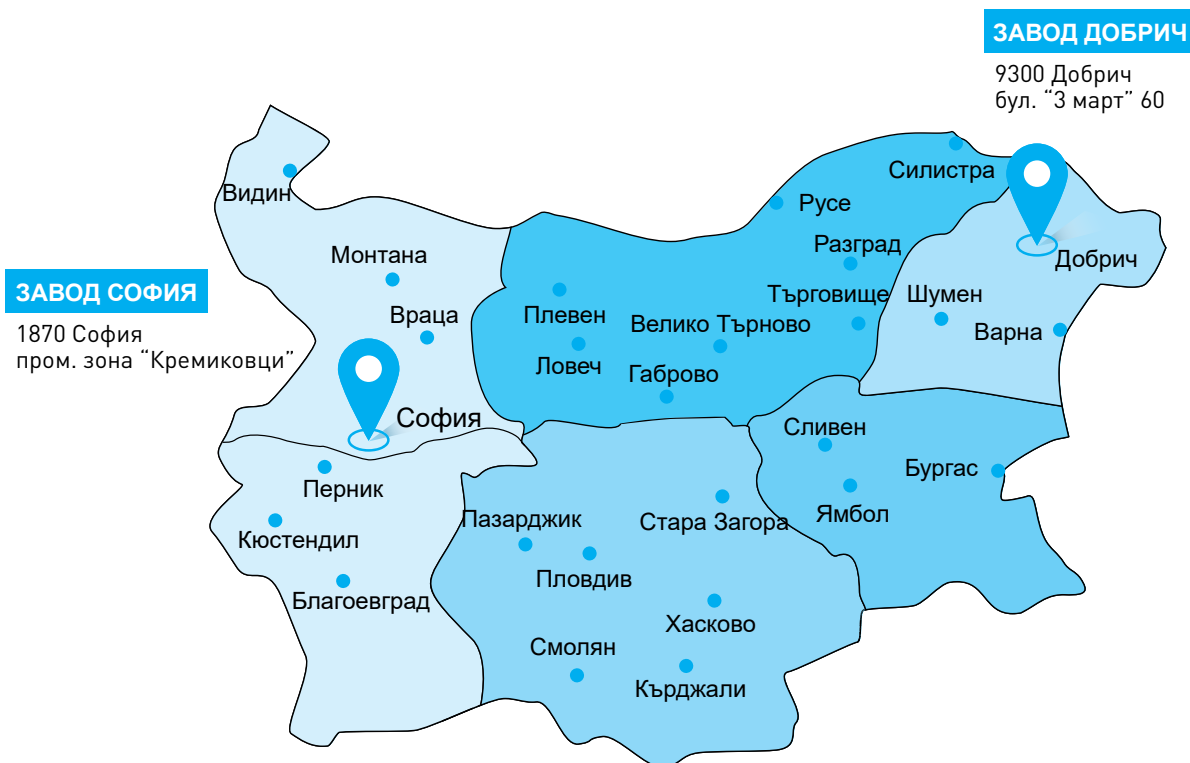 ЗАВОД ДОБРИЧ
9300 Добрич
бул. “3 март” 60
Силистра
Видин
Русе
Разград
Монтана
Добрич
ЗАВОД СОФИЯ
1870 София
пром. зона “Кремиковци”
Търговище
Шумен
Враца
Плевен
Велико Търново
Варна
Ловеч
Габрово
София
Сливен
Бургас
Перник
Ямбол
Пазарджик
Стара Загора
Кюстендил
Пловдив
Благоевград
Хасково
Смолян
Кърджали